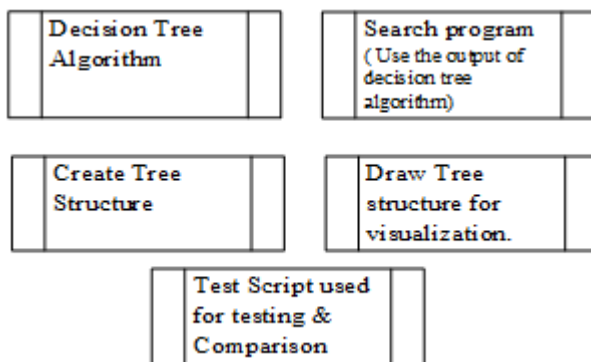 Decision Tree
Algorithm
Search program
( Use the output of
decision tree
algorithm)
Create Tree
Structure
Draw Tree
structure for
visualization.
Test Script used
for testing &
Comparison